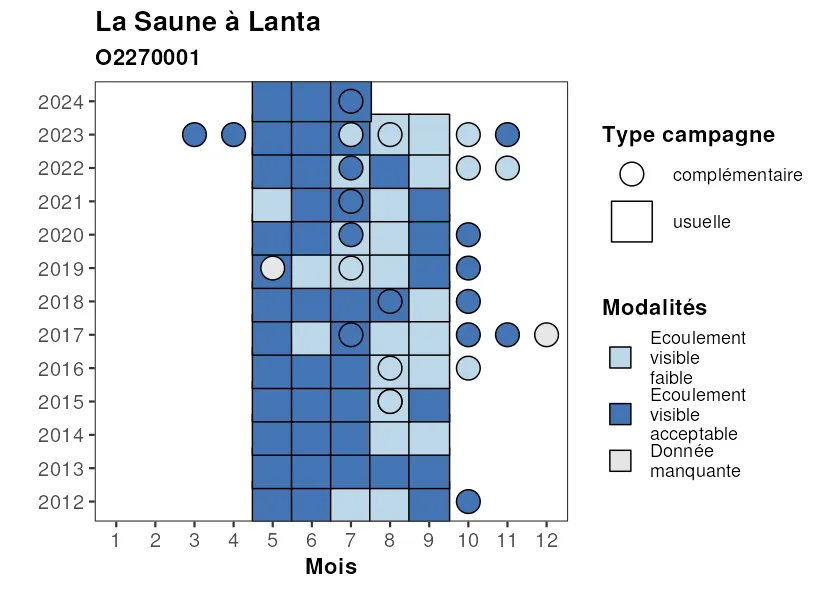 La Saune à Lanta
O2270001
2024
2023
2022
2021
2020
2019
2018
2017
2016
2015
2014
2013
2012
1 2 3 4 5 6 7 8 9 10 11 12
Mois
Type campagne
complémentaire
usuelle
Modalités
Ecoulement
visible
faible
Ecoulement
visible
acceptable
Donnée
manquante